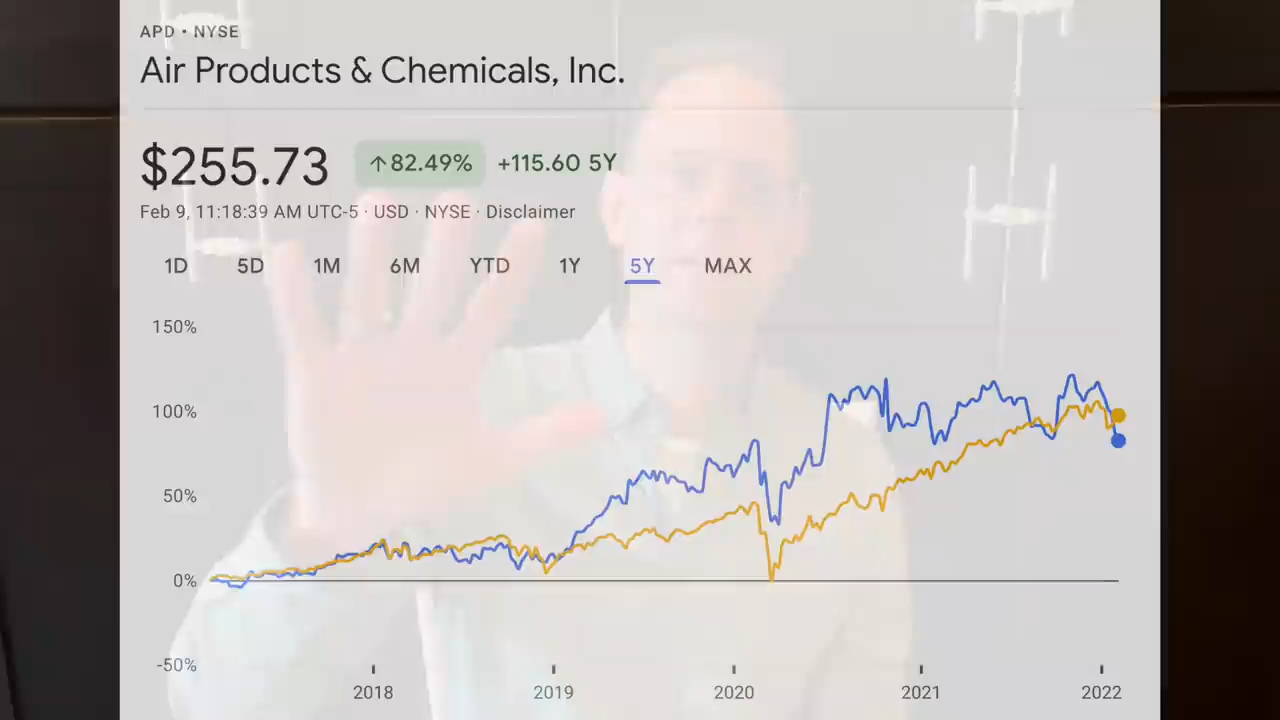 APD • NYSE
Air Products & Chemicals, Inc.
$255.73 ↑82.49% +115.60 5Y
Feb 9, 11:18:39 AM UTC-5 · USD · NYSE · Disclaimer
1D 5D 1M 6M YTD 1Y 5Y MAX
150%
100%
50%
0%
-50%
2018 2019 2020 2021 2022